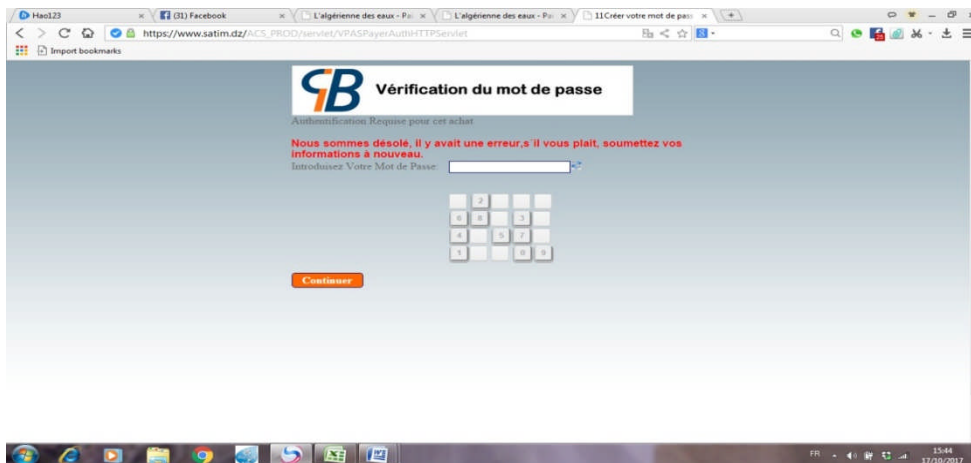 Hao123
(31) Facebook
L'algérienne des eaux - Pai
L'algérienne des eaux - Pai
11Créer votre mot de pass
https://www.satim.dz/ACS_PROD/servlet/VPASPayerAuthHTTPServlet
Import bookmarks
CIB
Vérification du mot de passe
Authentification Requise pour cet achat
Nous sommes désolé, il y avait une erreur,s'il vous plait, soumettez vos
informations à nouveau.
Introduisez Votre Mot de Passe:
2
6 8 3
4 5 7
1 0 9
Continuer
FR
15:44
17/10/2017